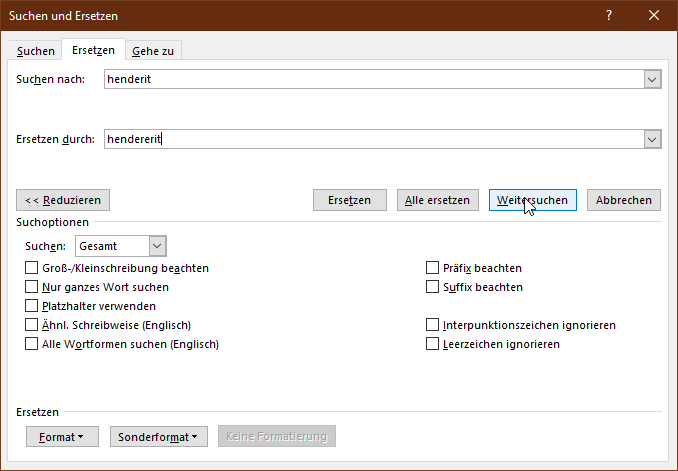 Suchen und Ersetzen ?
Suchen Ersetzen Gehe zu
Suchen nach: henderit
Ersetzen durch: hendererit
<< Reduzieren Ersetzen Alle ersetzen Weitersuchen Abbrechen
Suchoptionen
Suchen: Gesamt
Groß-/Kleinschreibung beachten Präfix beachten
Nur ganzes Wort suchen Suffix beachten
Platzhalter verwenden
Ähnl. Schreibweise (Englisch) Interpunktionszeichen ignorieren
Alle Wortformen suchen (Englisch) Leerzeichen ignorieren
Ersetzen
Format Sonderformat Keine Formatierung